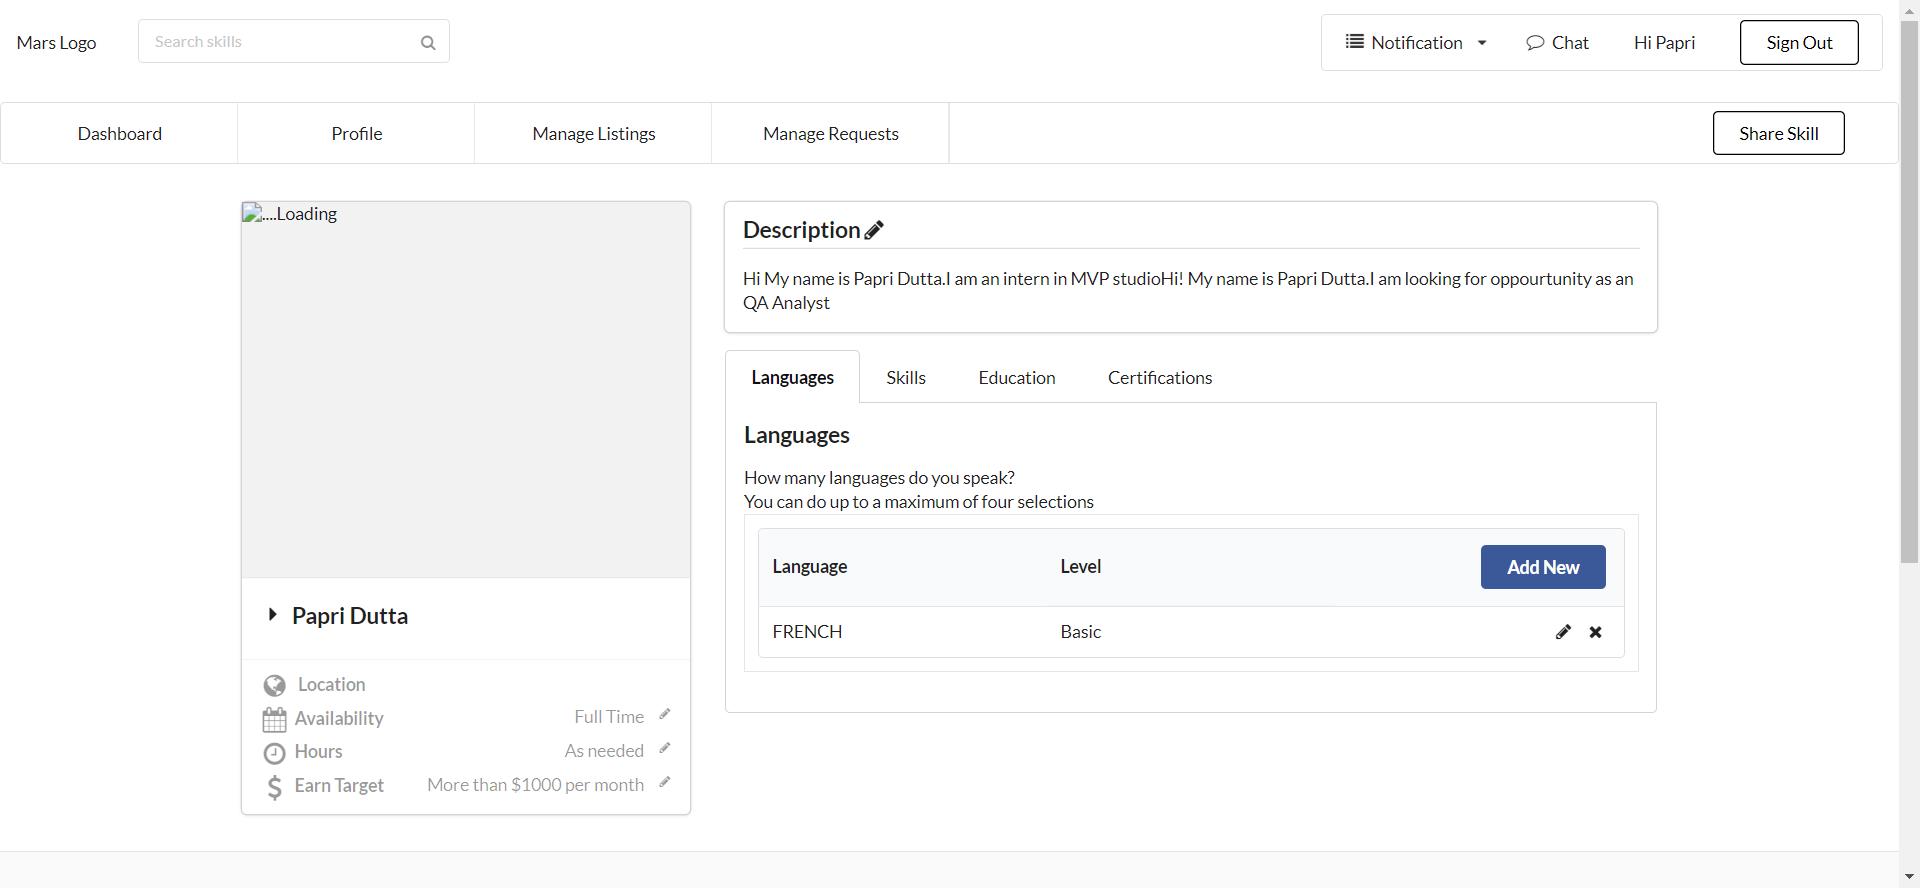 Mars Logo
Search skills
Notification
Chat
Hi Papri
Sign Out
Dashboard
Profile
Manage Listings
Manage Requests
Share Skill
....Loading
Papri Dutta
Location
Availability
Full Time
Hours
As needed
Earn Target
More than $1000 per month
Description
Hi My name is Papri Dutta.I am an intern in MVP studioHi! My name is Papri Dutta.I am looking for oppourtunity as an
QA Analyst
Languages
Skills
Education
Certifications
Languages
How many languages do you speak?
You can do up to a maximum of four selections
Language
Level
Add New
FRENCH
Basic